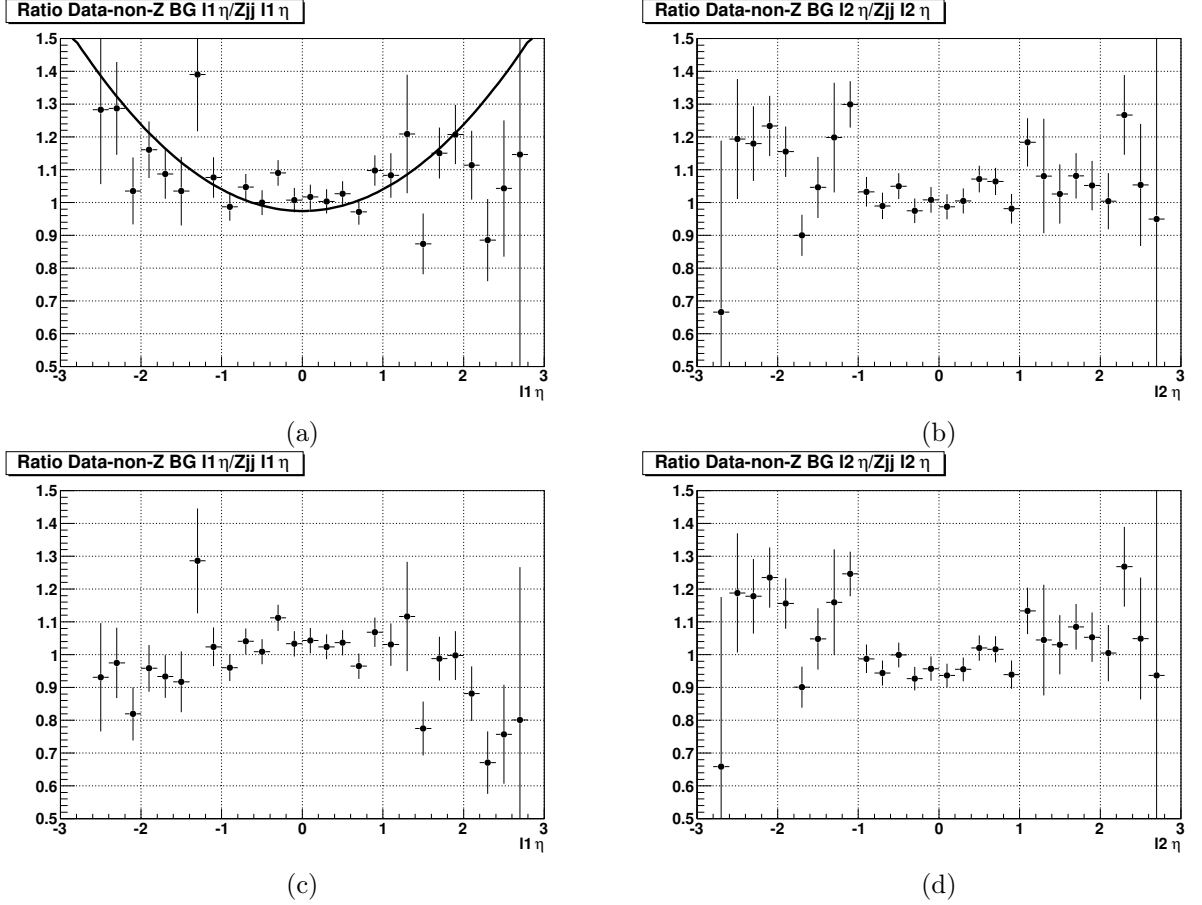 Ratio Data-non-Z BG l1 η/Zjj l1 η
1.5
1.4
1.3
1.2
1.1
1
0.9
0.8
0.7
0.6
0.5
-3 -2 -1 0 1 2 3
l1 η
(a)
Ratio Data-non-Z BG l2 η/Zjj l2 η
1.5
1.4
1.3
1.2
1.1
1
0.9
0.8
0.7
0.6
0.5
-3 -2 -1 0 1 2 3
l2 η
(b)
Ratio Data-non-Z BG l1 η/Zjj l1 η
1.5
1.4
1.3
1.2
1.1
1
0.9
0.8
0.7
0.6
0.5
-3 -2 -1 0 1 2 3
l1 η
(c)
Ratio Data-non-Z BG l2 η/Zjj l2 η
1.5
1.4
1.3
1.2
1.1
1
0.9
0.8
0.7
0.6
0.5
-3 -2 -1 0 1 2 3
l2 η
(d)